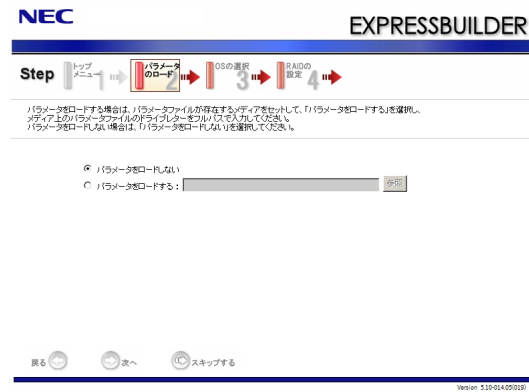 NEC
EXPRESSBUILDER
Step
トップ
メニュー 1
パラメータ
のロード 2
OSの選択
3
RAIDの
設定 4
パラメータをロードする場合は、パラメータファイルが存在するメディアをセットして、「パラメータをロードする」を選択し、
メディア上のパラメータファイルのドライブレターをフルパスで入力してください。
パラメータをロードしない場合は、「パラメータをロードしない」を選択してください。
パラメータをロードしない
パラメータをロードする：
参照
戻る
次へ
スキップする
Version 5.10-014.05(019)